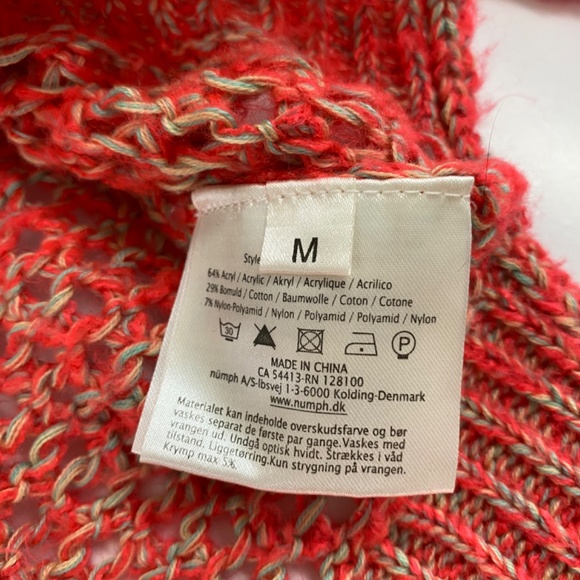 M
Style
64% Acryl / Acrylic / Akryl / Acrylique / Acrilico
29% Bomuld / Cotton / Baumwolle / Coton / Cotone
7% Nylon-Polyamid / Nylon / Polyamid / Polyamid / Nylon
30 P
MADE IN CHINA
CA 54413-RN 128100
nümph A/S-Ibsvej 1-3-6000 Kolding-Denmark
www.numph.dk
Materialet kan indeholde overskudsfarve og bør
vaskes separat de første par gange.Vaskes med
vrangen ud. Undgå optisk hvidt. Strækkes i våd
tilstand. Liggetørring.Kun strygning på vrangen.
Krymp max 5%.